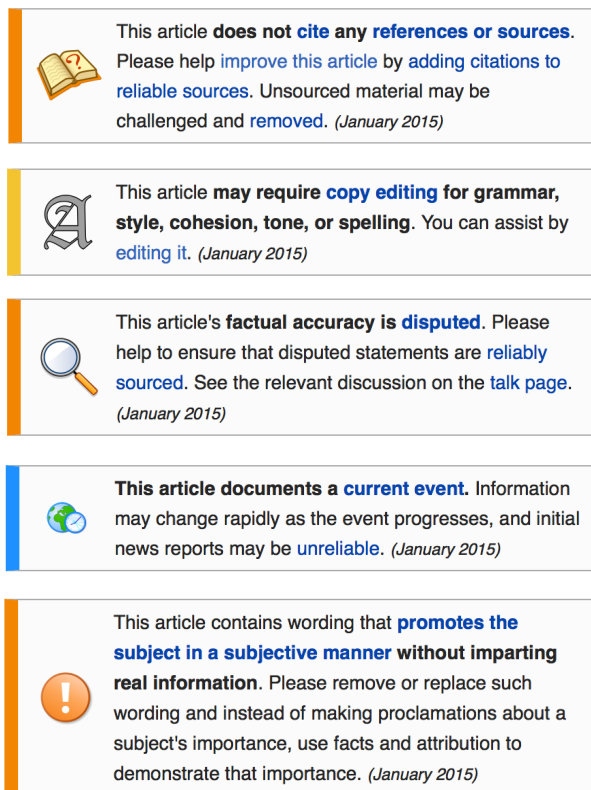 This article does not cite any references or sources.
Please help improve this article by adding citations to
reliable sources. Unsourced material may be
challenged and removed. (January 2015)
This article may require copy editing for grammar,
style, cohesion, tone, or spelling. You can assist by
editing it. (January 2015)
This article's factual accuracy is disputed. Please
help to ensure that disputed statements are reliably
sourced. See the relevant discussion on the talk page.
(January 2015)
This article documents a current event. Information
may change rapidly as the event progresses, and initial
news reports may be unreliable. (January 2015)
This article contains wording that promotes the
subject in a subjective manner without imparting
real information. Please remove or replace such
wording and instead of making proclamations about a
subject's importance, use facts and attribution to
demonstrate that importance. (January 2015)